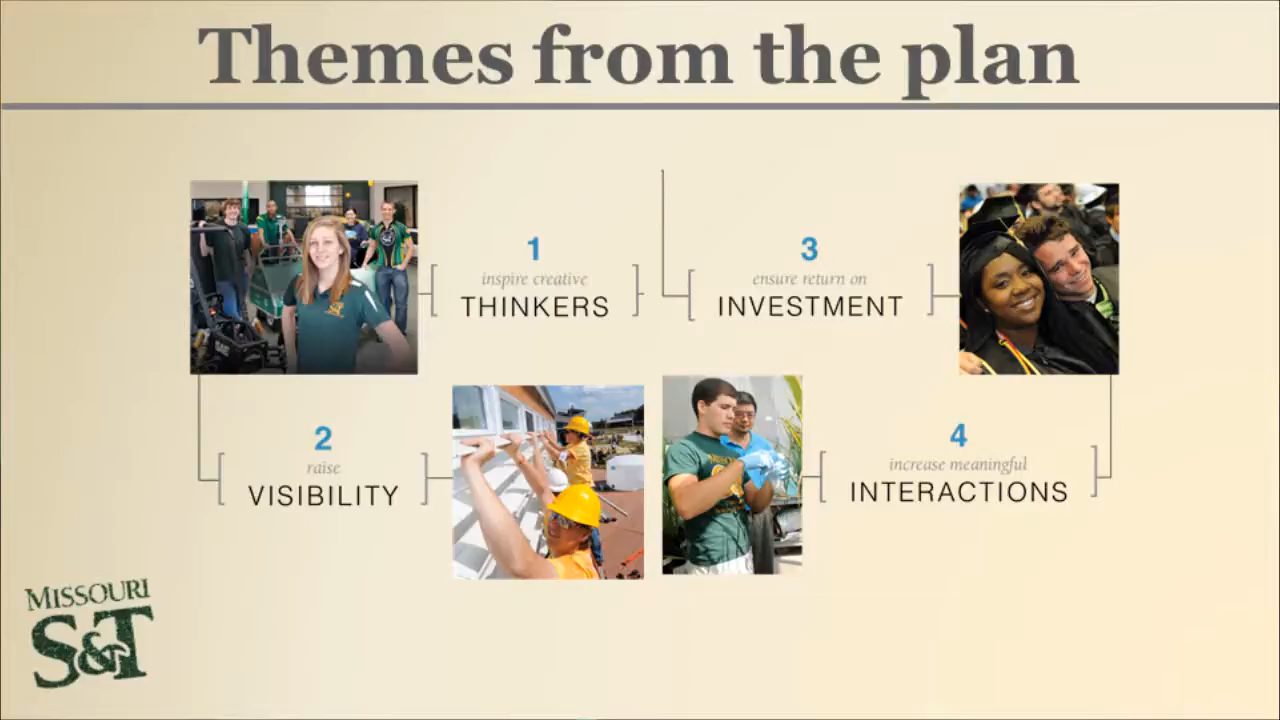 Themes from the plan
1
inspire creative
THINKERS
2
raise
VISIBILITY
3
ensure return on
INVESTMENT
4
increase meaningful
INTERACTIONS
MISSOURI
S&T